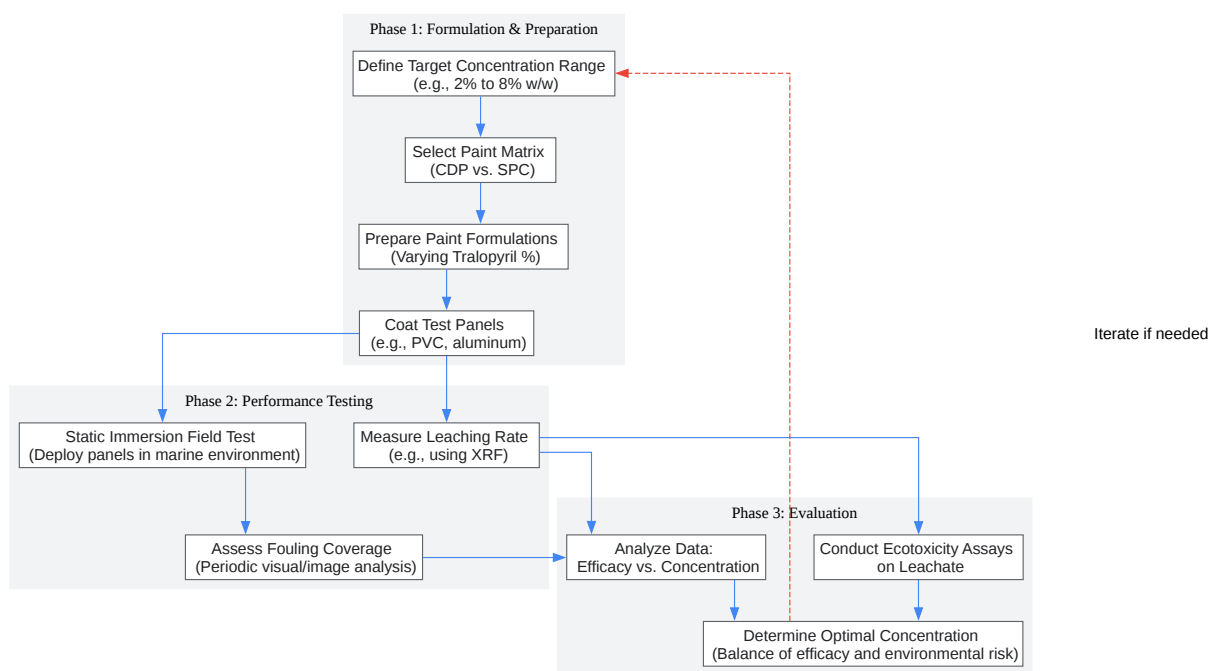 Phase 1: Formulation & Preparation
Define Target Concentration Range
(e.g., 2% to 8% w/w)
Select Paint Matrix
(CDP vs. SPC)
Prepare Paint Formulations
(Varying Tralopyril %)
Coat Test Panels
(e.g., PVC, aluminum)
Iterate if needed
Phase 2: Performance Testing
Static Immersion Field Test
(Deploy panels in marine environment)
Measure Leaching Rate
(e.g., using XRF)
Assess Fouling Coverage
(Periodic visual/image analysis)
Phase 3: Evaluation
Analyze Data:
Efficacy vs. Concentration
Conduct Ecotoxicity Assays
on Leachate
Determine Optimal Concentration
(Balance of efficacy and environmental risk)